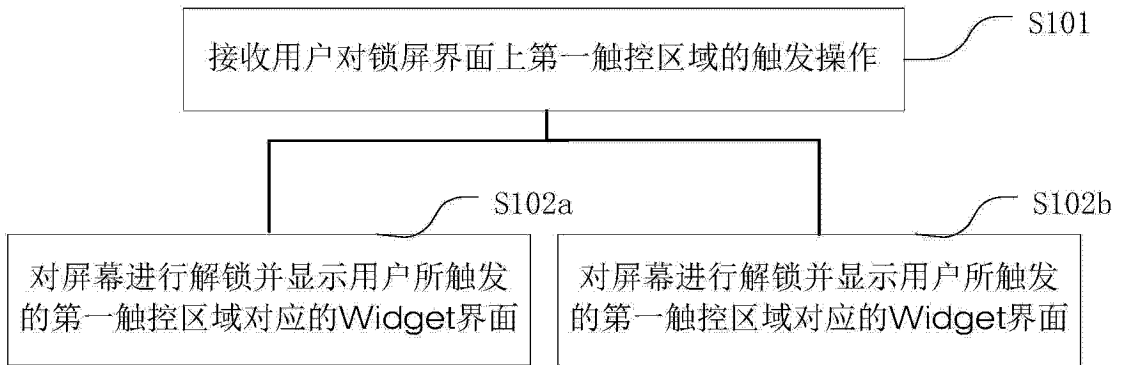 S101
接收用户对锁屏界面上第一触控区域的触发操作
S102a
S102b
对屏幕进行解锁并显示用户所触发
的第一触控区域对应的Widget界面
对屏幕进行解锁并显示用户所触发
的第一触控区域对应的Widget界面